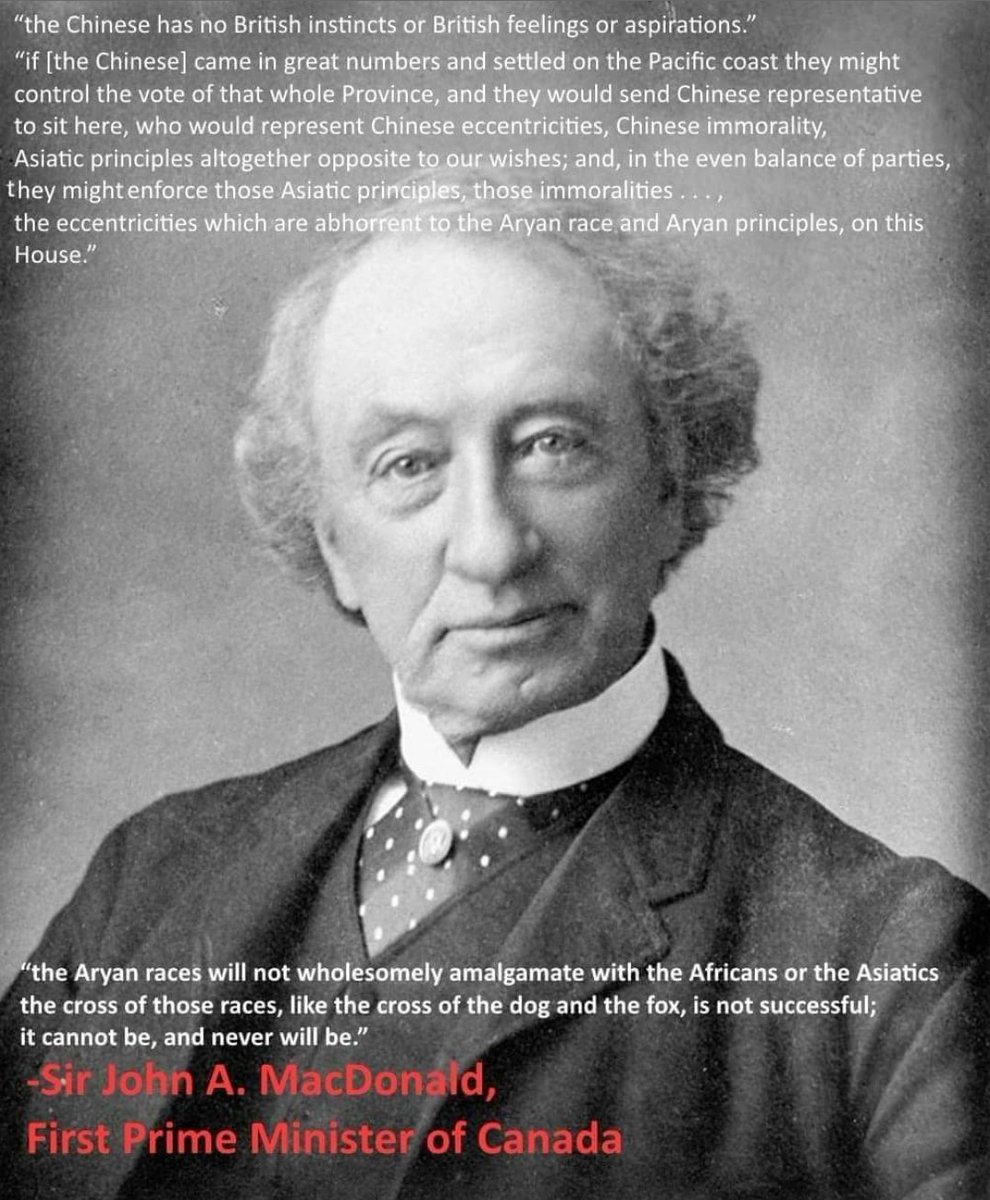 “the Chinese has no British instincts or British feelings or aspirations.”
“if [the Chinese] came in great numbers and settled on the Pacific coast they might
control the vote of that whole Province, and they would send Chinese representative
to sit here, who would represent Chinese eccentricities, Chinese immorality,
Asiatic principles altogether opposite to our wishes; and, in the even balance of parties,
they might enforce those Asiatic principles, those immoralities . . . ,
the eccentricities which are abhorrent to the Aryan race and Aryan principles, on this
House.”
“the Aryan races will not wholesomely amalgamate with the Africans or the Asiatics
the cross of those races, like the cross of the dog and the fox, is not successful;
it cannot be, and never will be.”
-Sir John A. MacDonald,
First Prime Minister of Canada